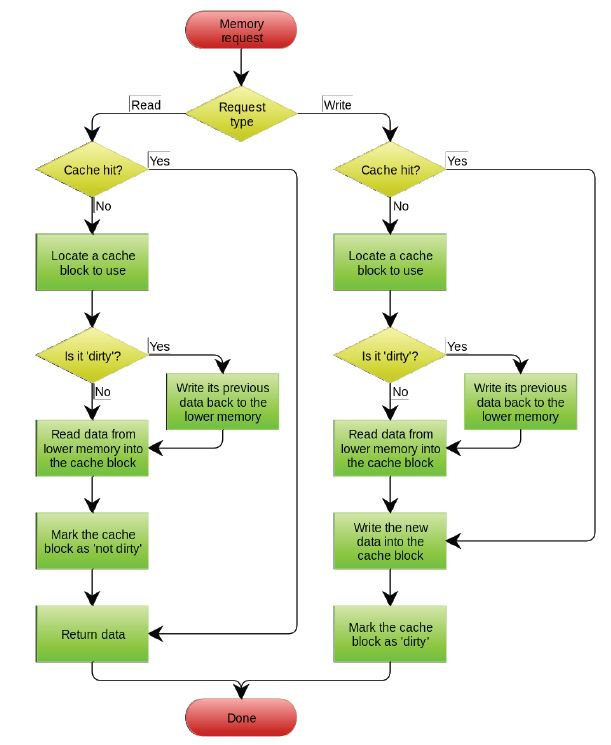 Memory
request
Request
type
Read
Write
Cache hit?
Yes
No
Locate a cache
block to use
Is it 'dirty'?
Yes
No
Write its previous
data back to the
lower memory
Read data from
lower memory into
the cache block
Mark the cache
block as 'not dirty'
Return data
Cache hit?
Yes
No
Locate a cache
block to use
Is it 'dirty'?
Yes
No
Write its previous
data back to the
lower memory
Read data from
lower memory into
the cache block
Write the new
data into the
cache block
Mark the cache
block as 'dirty'
Done